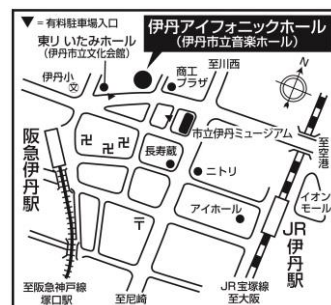 ▼=有料駐車場入口
伊丹アイフォニックホール
(伊丹市立音楽ホール)
東リ いたみホール
(伊丹市立文化会館)
伊丹小
文
商工
プラザ
至川西
N
市立伊丹ミュージアム
至空港
阪急伊丹駅
長寿蔵
ニトリ
イオン
モール
アイホール
JR伊丹駅
至阪急神戸線
塚口駅
至尼崎
JR宝塚線
至大阪